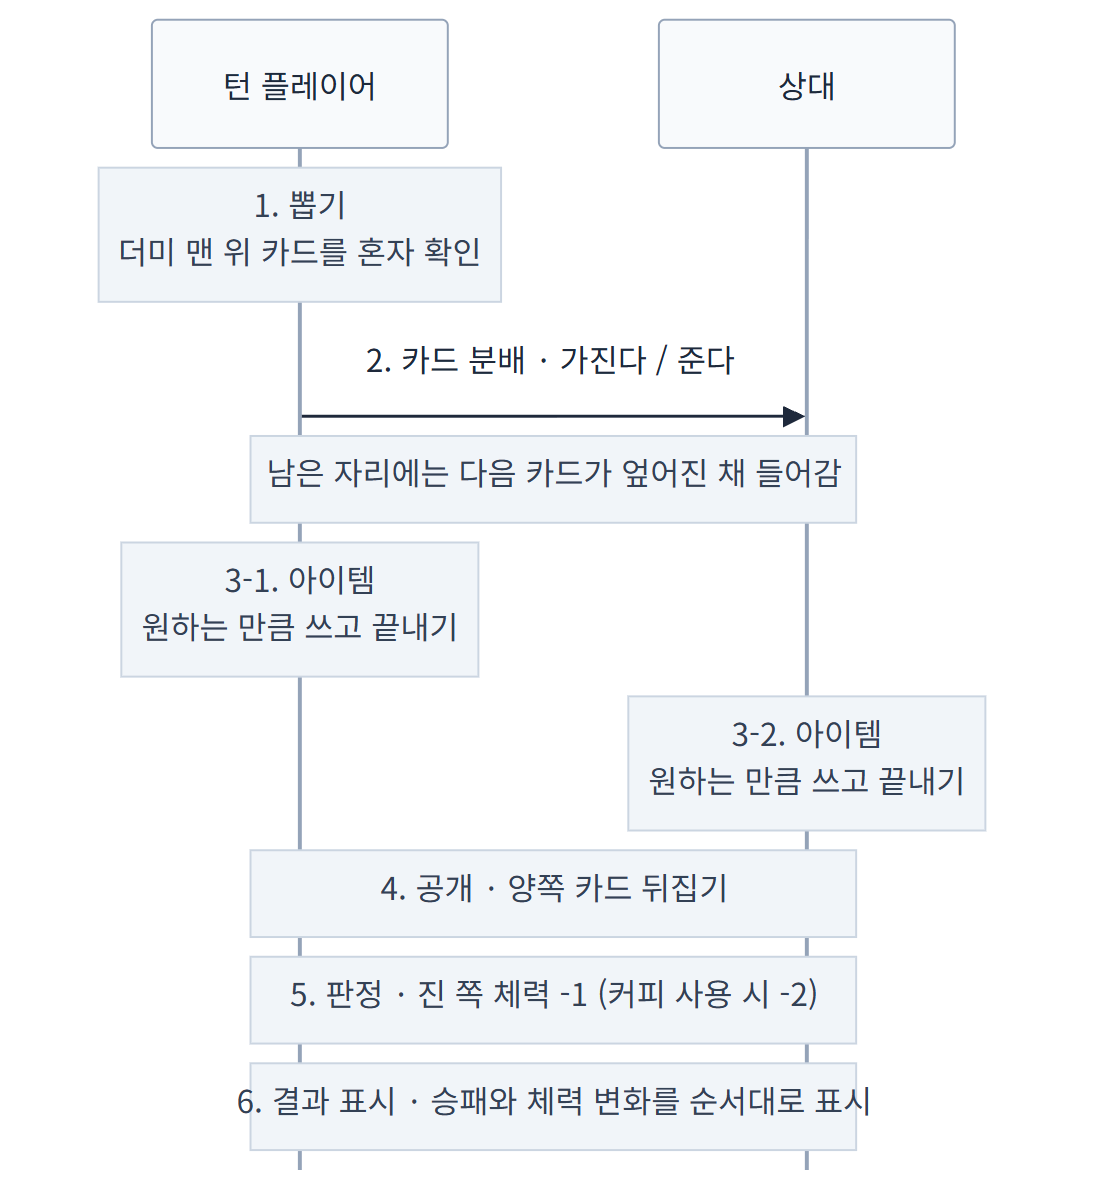 턴 플레이어
상대
1. 뽑기
더미 맨 위 카드를 혼자 확인
2. 카드 분배 · 가진다 / 준다
남은 자리에는 다음 카드가 엎어진 채 들어감
3-1. 아이템
원하는 만큼 쓰고 끝내기
3-2. 아이템
원하는 만큼 쓰고 끝내기
4. 공개 · 양쪽 카드 뒤집기
5. 판정 · 진 쪽 체력 -1 (커피 사용 시 -2)
6. 결과 표시 · 승패와 체력 변화를 순서대로 표시